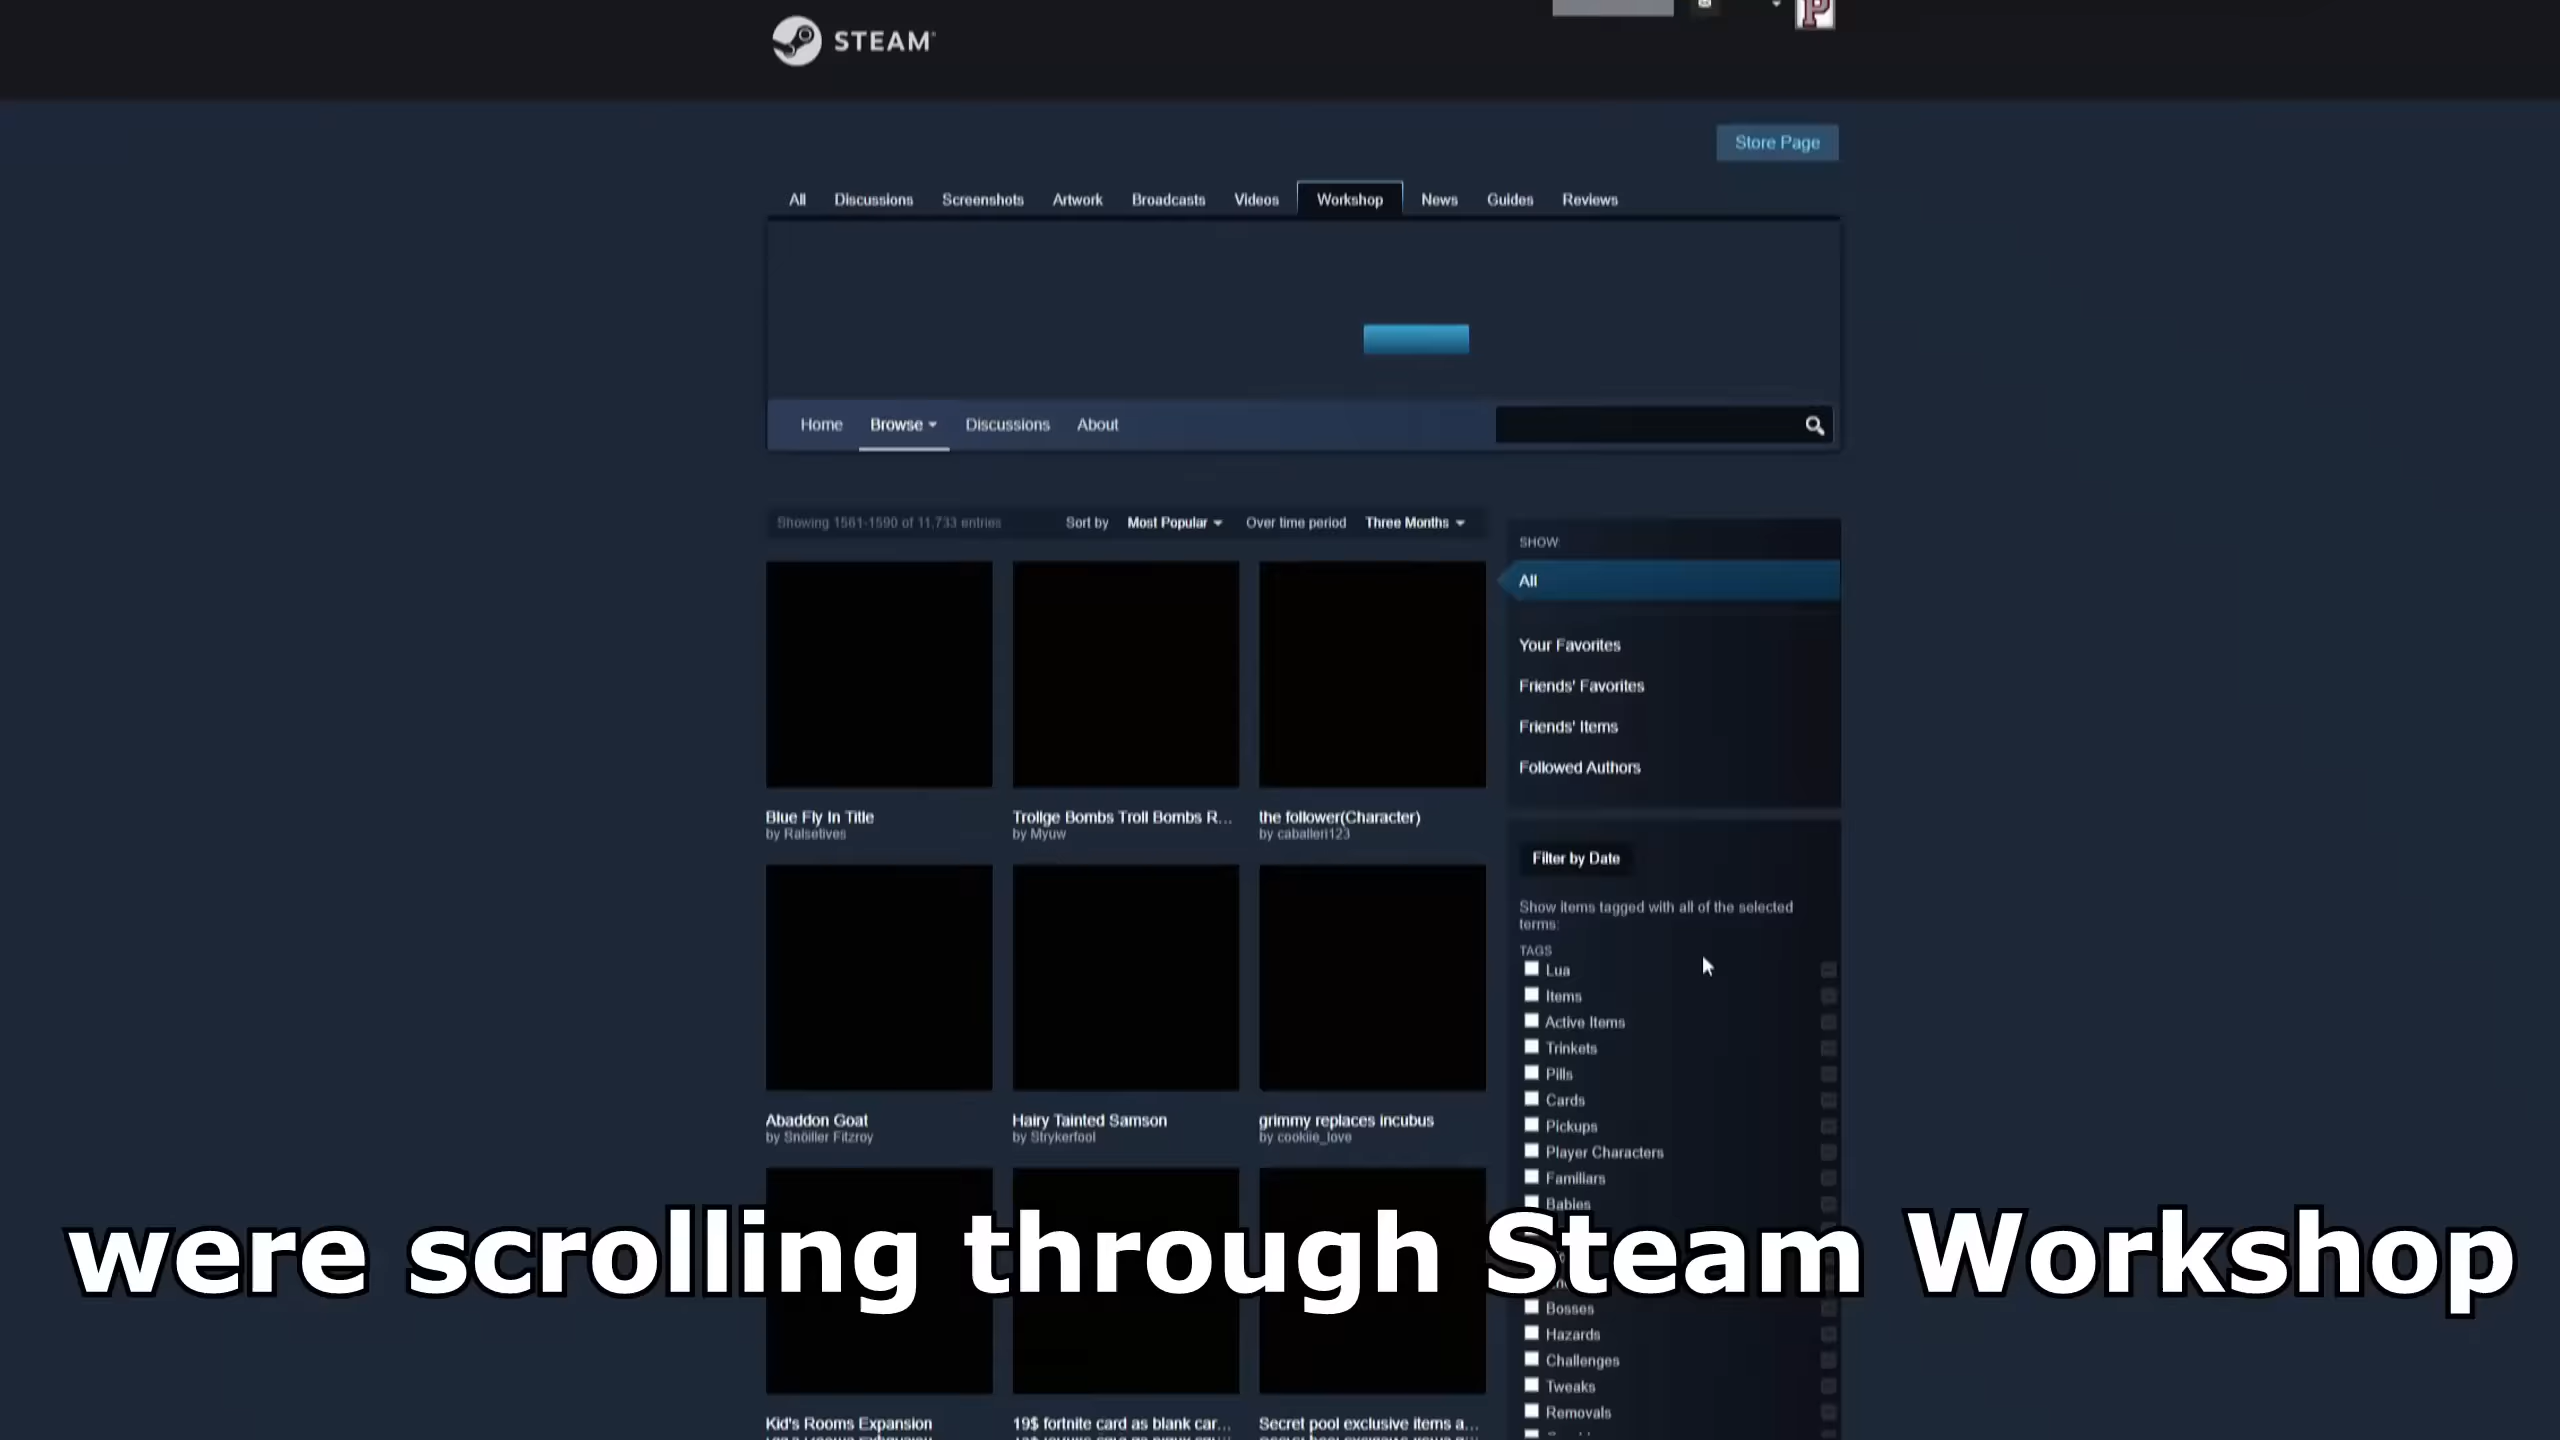 STEAM
Store Page
All Discussions Screenshots Artwork Broadcasts Videos Workshop News Guides Reviews
Home Browse Discussions About
Showing 1561-1590 of 11,733 entries Sort by Most Popular Over time period Three Months
SHOW:
All
Your Favorites
Friends' Favorites
Friends' Items
Followed Authors
Blue Fly In Title
by Ralsetives
Trollge Bombs Troll Bombs R...
by Myuw
the follower(Character)
by caballeri123
Filter by Date
Show items tagged with all of the selected
terms:
TAGS
Lua
Items
Active Items
Trinkets
Pills
Cards
Pickups
Player Characters
Familiars
Babies
Bosses
Hazards
Challenges
Tweaks
Removals
Abaddon Goat
by Snöiller Fitzroy
Hairy Tainted Samson
by Strykerfool
grimmy replaces incubus
by cookiie_love
were scrolling through Steam Workshop
Kid's Rooms Expansion
19$ fortnite card as blank car...
Secret pool exclusive items a...